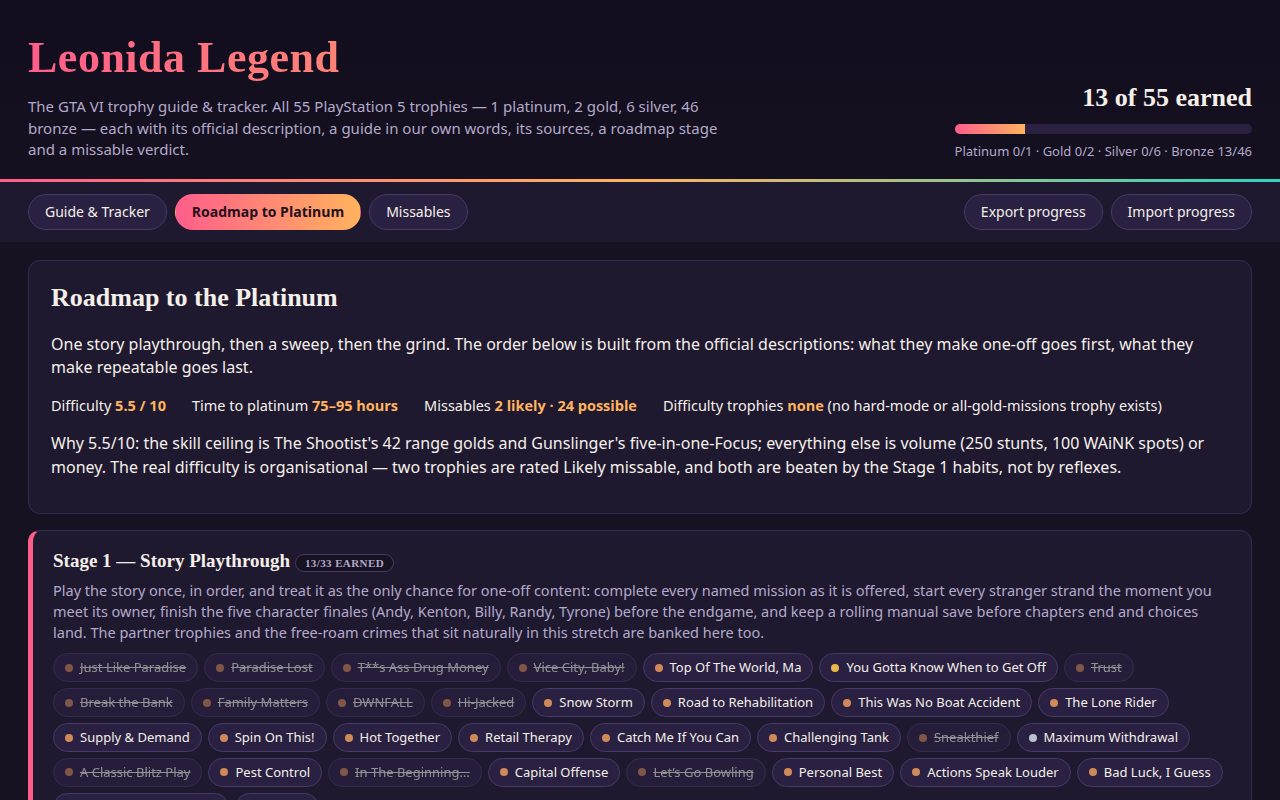 Leonida Legend
The GTA VI trophy guide & tracker. All 55 PlayStation 5 trophies — 1 platinum, 2 gold, 6 silver, 46
bronze — each with its official description, a guide in our own words, its sources, a roadmap stage
and a missable verdict.
13 of 55 earned
Platinum 0/1 · Gold 0/2 · Silver 0/6 · Bronze 13/46
Guide & Tracker Roadmap to Platinum Missables Export progress Import progress
Roadmap to the Platinum
One story playthrough, then a sweep, then the grind. The order below is built from the official descriptions: what they make one-off goes first, what they
make repeatable goes last.
Difficulty 5.5 / 10 Time to platinum 75–95 hours Missables 2 likely · 24 possible Difficulty trophies none (no hard-mode or all-gold-missions trophy exists)
Why 5.5/10: the skill ceiling is The Shootist's 42 range golds and Gunslinger's five-in-one-Focus; everything else is volume (250 stunts, 100 WAiNK spots) or
money. The real difficulty is organisational — two trophies are rated Likely missable, and both are beaten by the Stage 1 habits, not by reflexes.
Stage 1 — Story Playthrough 13/33 EARNED
Play the story once, in order, and treat it as the only chance for one-off content: complete every named mission as it is offered, start every stranger strand the moment you
meet its owner, finish the five character finales (Andy, Kenton, Billy, Randy, Tyrone) before the endgame, and keep a rolling manual save before chapters end and choices
land. The partner trophies and the free-roam crimes that sit naturally in this stretch are banked here too.
Just Like Paradise Paradise Lost T**s Ass Drug Money Vice City, Baby! Top Of The World, Ma You Gotta Know When to Get Off Trust
Break the Bank Family Matters DWNFALL Hi-Jacked Snow Storm Road to Rehabilitation This Was No Boat Accident The Lone Rider
Supply & Demand Spin On This! Hot Together Retail Therapy Catch Me If You Can Challenging Tank Sneakthief Maximum Withdrawal
A Classic Blitz Play Pest Control In The Beginning... Capital Offense Let's Go Bowling Personal Best Actions Speak Louder Bad Luck, I Guess